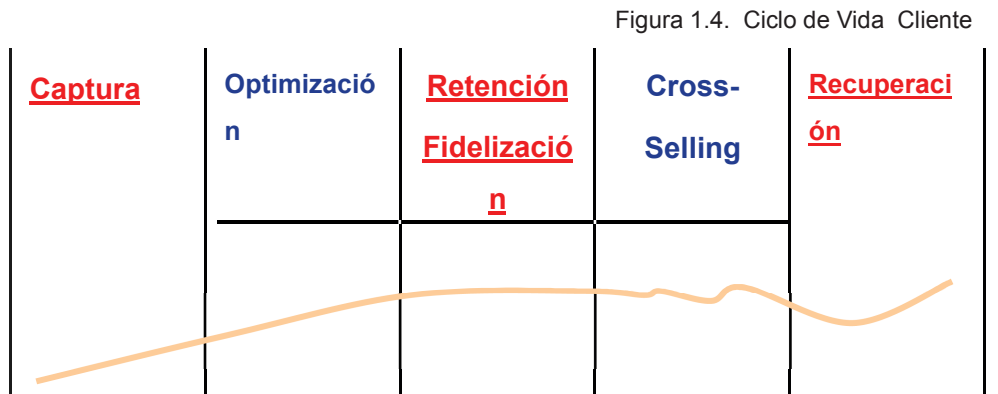 Figura 1.4. Ciclo de Vida Cliente
Captura
Optimizació
n
Retención
Fidelizació
n
Cross-
Selling
Recuperaci
ón